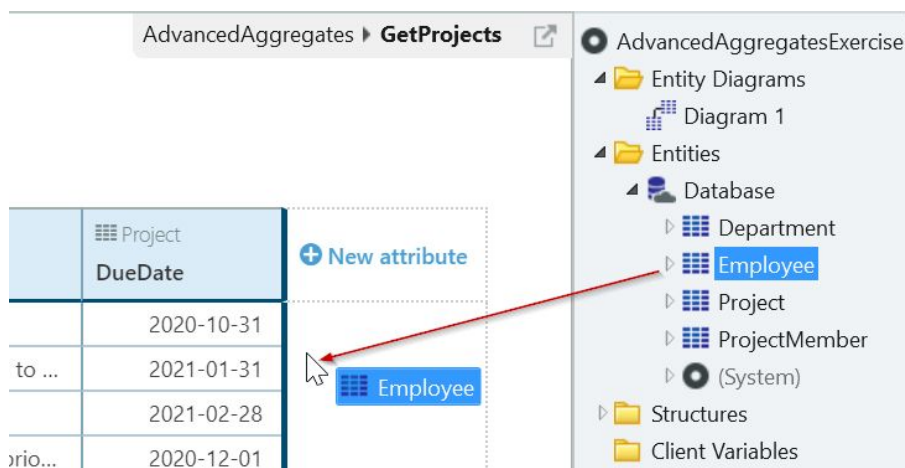 AdvancedAggregates GetProjects
Project
DueDate
New attribute
2020-10-31
to ... 2021-01-31
2021-02-28
orio... 2020-12-01
Employee
AdvancedAggregatesExercise
Entity Diagrams
Diagram 1
Entities
Database
Department
Employee
Project
ProjectMember
(System)
Structures
Client Variables